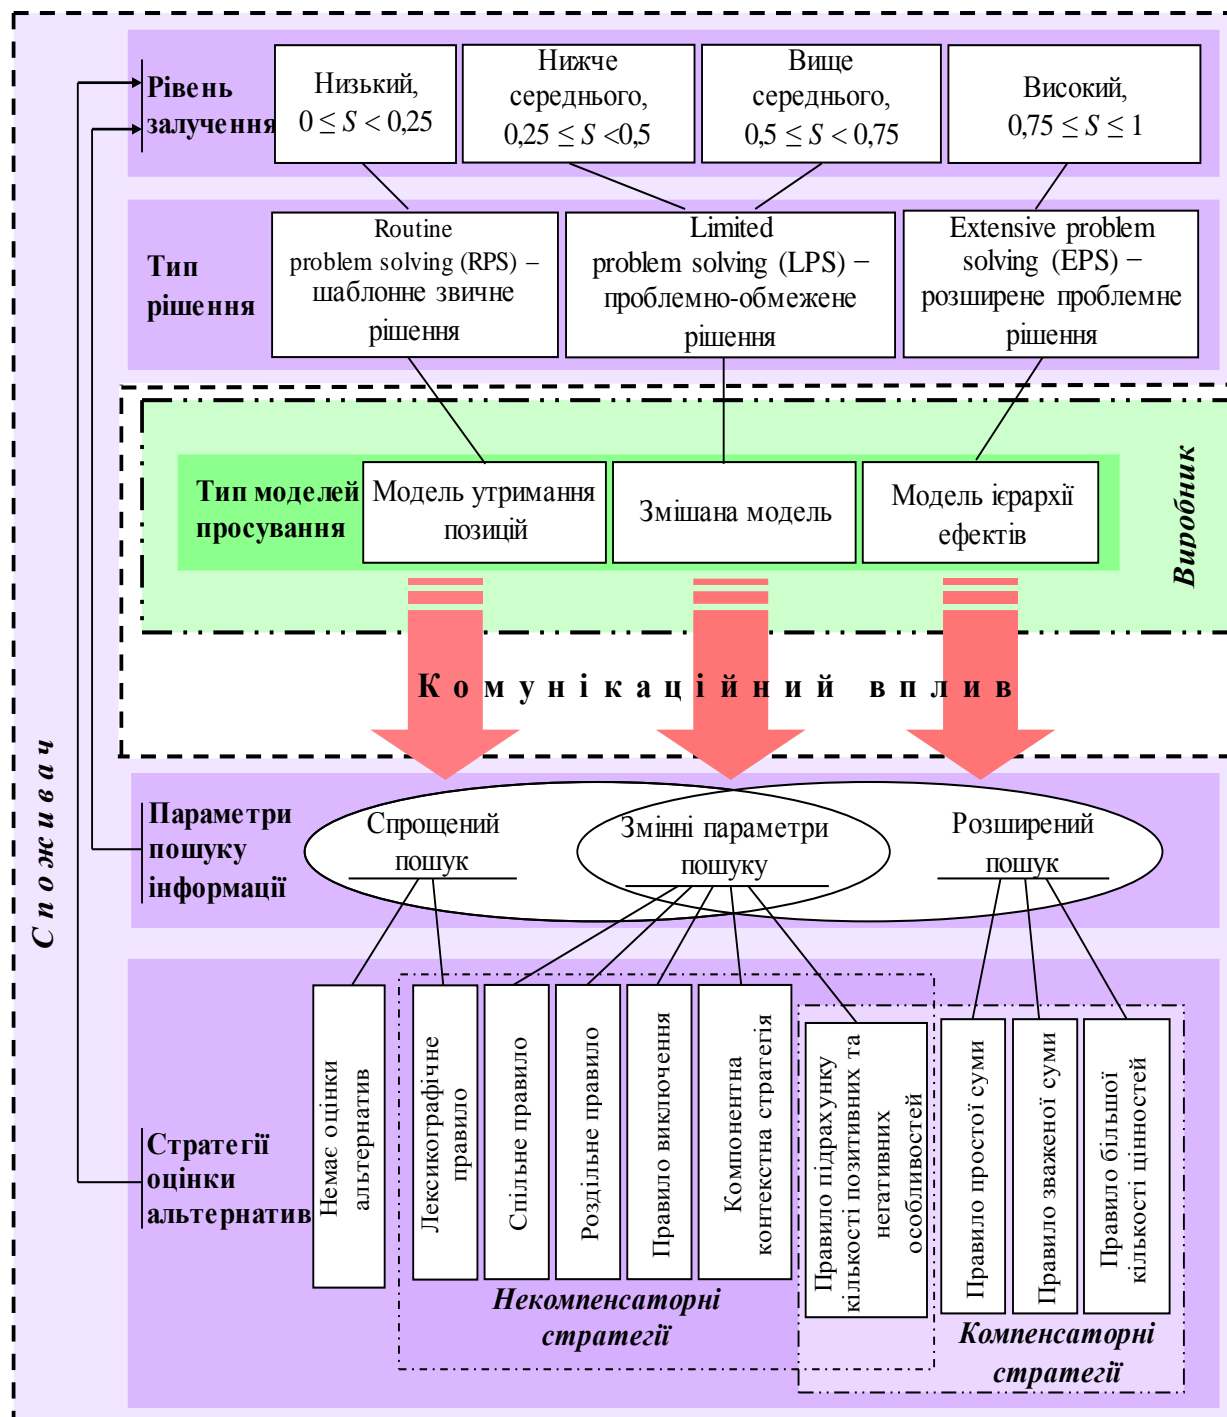 Рівень
залучення
Низький,
0 ≤ S < 0,25
Нижче
середнього,
0,25 ≤ S <0,5
Вище
середнього,
0,5 ≤ S < 0,75
Високий,
0,75 ≤ S ≤ 1
Тип
рішення
Routine
problem solving (RPS) –
шаблонне звичне
рішення
Limited
problem solving (LPS) –
проблемно-обмежене
рішення
Extensive problem
solving (EPS) –
розширене проблемне
рішення
Тип моделей
просування
Модель утримання
позицій
Змішана модель
Модель ієрархії
ефектів
Виробник
Комунікаційний вплив
Споживач
Параметри
пошуку
інформації
Спрощений
пошук
Змінні параметри
пошуку
Розширений
пошук
Стратегії
оцінки
альтернатив
Немає оцінки
альтернатив
Лексикографічне
правило
Спільне правило
Роздільне правило
Правило виключення
Компонентна
контекстна стратегія
Правило підрахунку
кількості позитивних та
негативних
особливостей
Правило простої суми
Правило зваженої суми
Правило більшої
кількості цінностей
Некомпенсаторні
стратегії
Компенсаторні
стратегії